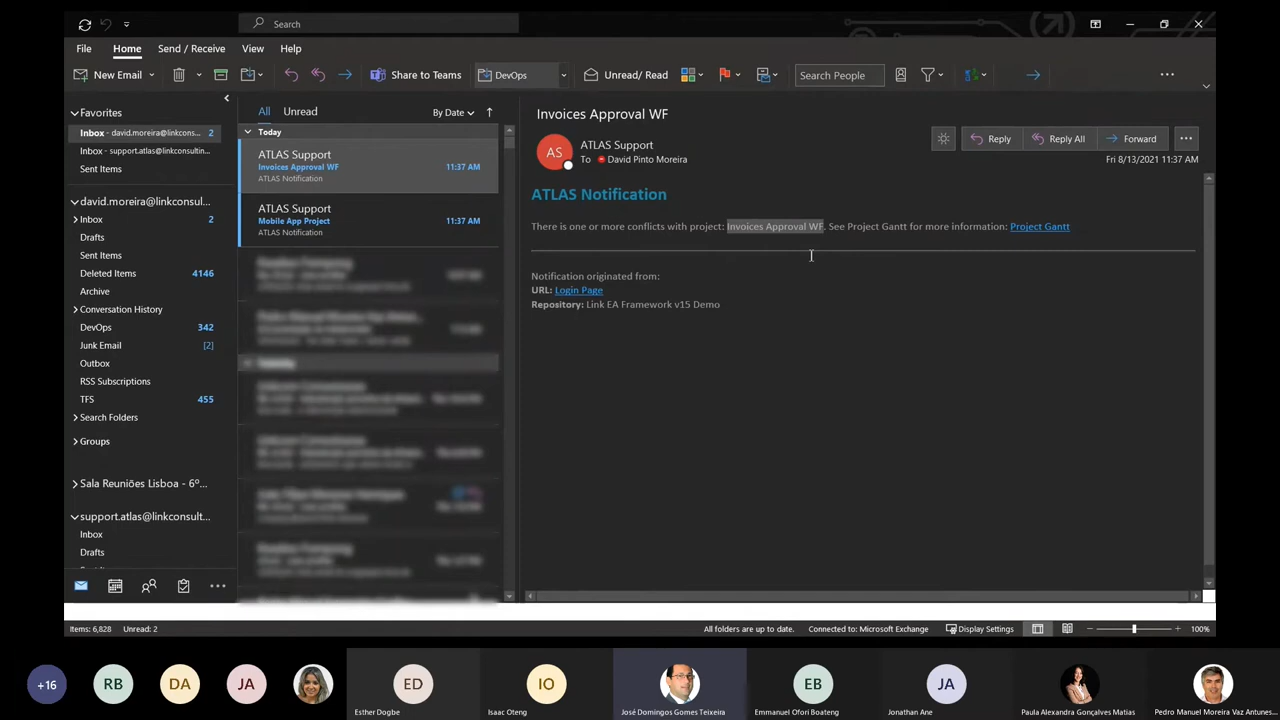 Search
File Home Send / Receive View Help
New Email Share to Teams DevOps Unread/ Read Search People
Favorites
Inbox - david.moreira@linkcons... 2
Inbox - support.atlas@linkconsultin...
Sent Items
david.moreira@linkconsult...
Inbox 2
Drafts
Sent Items
Deleted Items 4146
Archive
Conversation History
DevOps 342
Junk Email [2]
Outbox
RSS Subscriptions
TFS 455
Search Folders
Groups
Sala Reuniões Lisboa - 6º...
support.atlas@linkconsult...
Inbox
Drafts
All Unread By Date
Today
ATLAS Support
Invoices Approval WF 11:37 AM
ATLAS Notification
ATLAS Support
Mobile App Project 11:37 AM
ATLAS Notification
Invoices Approval WF
AS
ATLAS Support
To David Pinto Moreira
Reply Reply All Forward
Fri 8/13/2021 11:37 AM
ATLAS Notification
There is one or more conflicts with project: Invoices Approval WF. See Project Gantt for more information: Project Gantt
Notification originated from:
URL: Login Page
Repository: Link EA Framework v15 Demo
Items: 6,828 Unread: 2 All folders are up to date. Connected to: Microsoft Exchange Display Settings 100%
+16 RB DA JA ED IO EB JA
Esther Dogbe Isaac Oteng José Domingos Gomes Teixeira Emmanuel Ofori Boateng Jonathan Ane Paula Alexandra Gonçalves Matias Pedro Manuel Moreira Vaz Antunes...